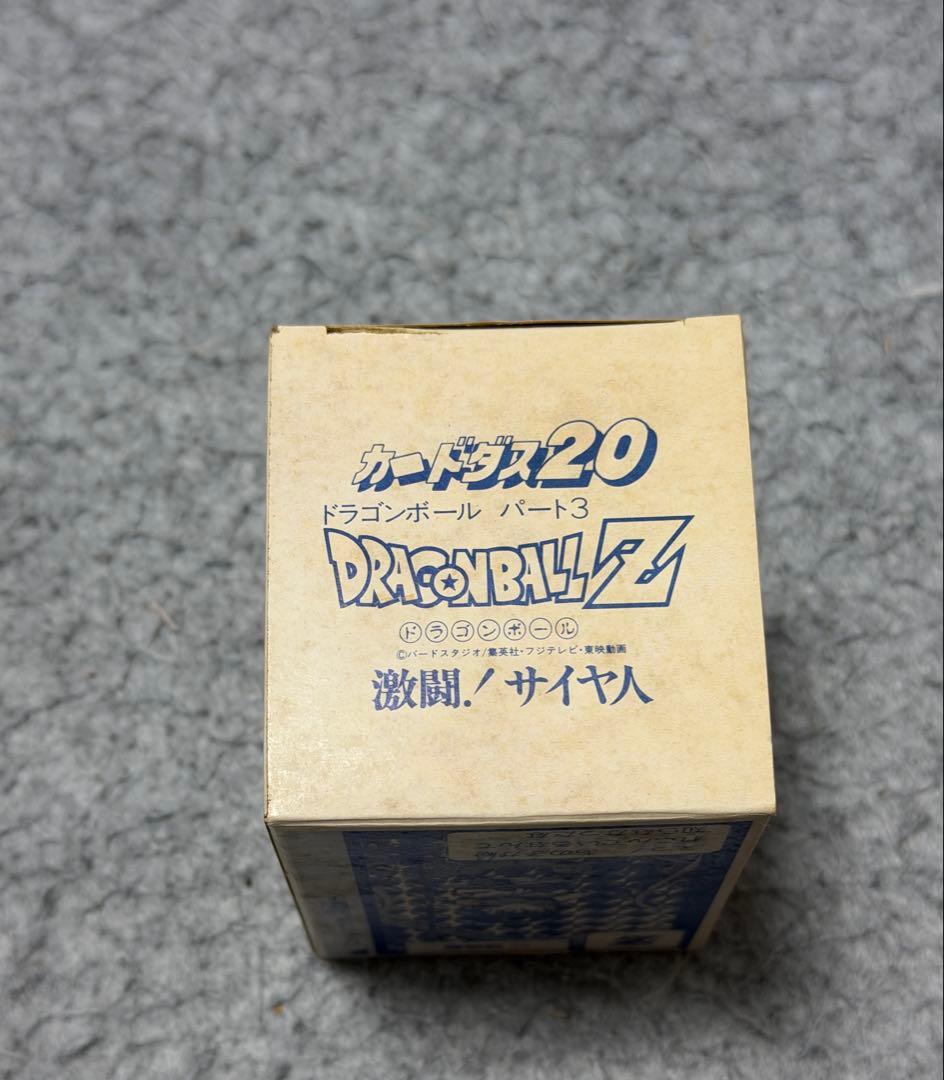 カードダス20
ドラゴンボール パート3
DRAGONBALL Z
ドラゴンボール
©バードスタジオ/集英社・フジテレビ・東映動画
激闘!サイヤ人